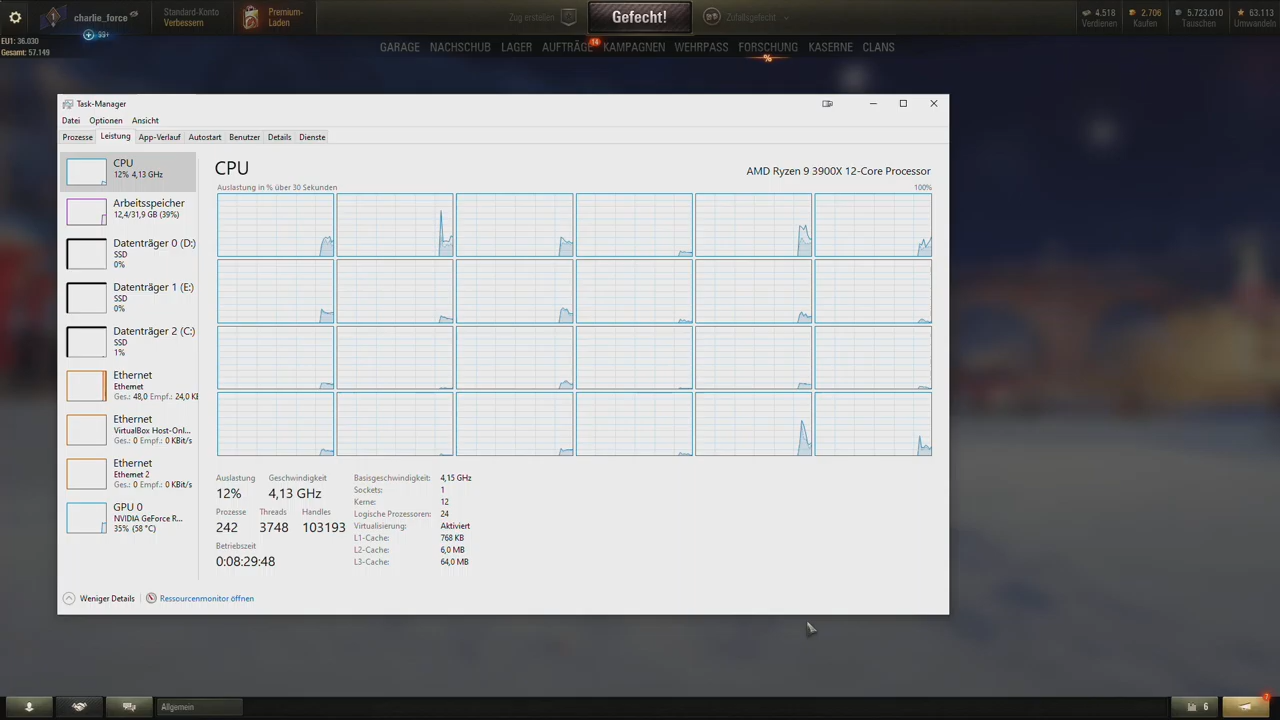 charlie_force
99+
Standard-Konto
Verbessern
Premium-
Laden
Zug erstellen
Gefecht!
Zufallsgefecht
4.518
Verdienen
2.706
Kaufen
5.723.010
Tauschen
63.113
Umwandeln
EU1: 36.030
Gesamt: 57.149
GARAGE NACHSCHUB LAGER AUFTRÄGE 14 KAMPAGNEN WEHRPASS FORSCHUNG KASERNE CLANS
%
Task-Manager
Datei Optionen Ansicht
Prozesse Leistung App-Verlauf Autostart Benutzer Details Dienste
CPU
12% 4,13 GHz
Arbeitsspeicher
12,4/31,9 GB (39%)
Datenträger 0 (D:)
SSD
0%
Datenträger 1 (E:)
SSD
0%
Datenträger 2 (C:)
SSD
1%
Ethernet
Ethernet
Ges.: 48,0 Empf.: 24,0 KB
Ethernet
VirtualBox Host-Onl...
Ges.: 0 Empf.: 0 KBit/s
Ethernet
Ethernet 2
Ges.: 0 Empf.: 0 KBit/s
GPU 0
NVIDIA GeForce R...
35% (58 °C)
CPU
AMD Ryzen 9 3900X 12-Core Processor
Auslastung in % über 30 Sekunden
100%
Auslastung Geschwindigkeit
12% 4,13 GHz
Prozesse Threads Handles
242 3748 103193
Betriebszeit
0:08:29:48
Basisgeschwindigkeit: 4,15 GHz
Sockets: 1
Kerne: 12
Logische Prozessoren: 24
Virtualisierung: Aktiviert
L1-Cache: 768 KB
L2-Cache: 6,0 MB
L3-Cache: 64,0 MB
Weniger Details
Ressourcenmonitor öffnen
Allgemein
6